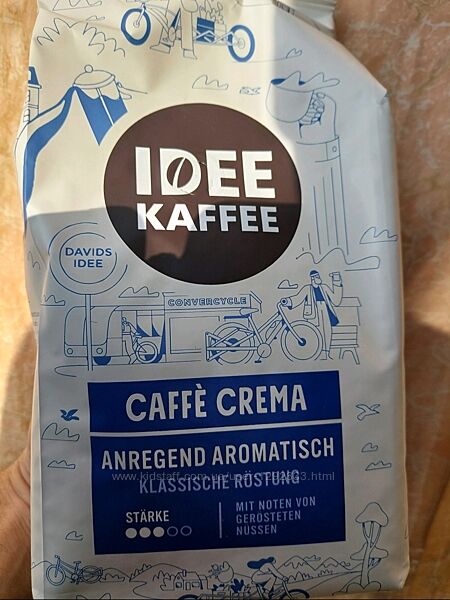 IDEE
KAFFEE
DAVIDS
IDEE
CONVERCYCLE
CAFFÈ CREMA
ANREGEND AROMATISCH
KLASSISCHE RÖSTUNG
STÄRKE
MIT NOTEN VON
GERÖSTETEN
NÜSSEN